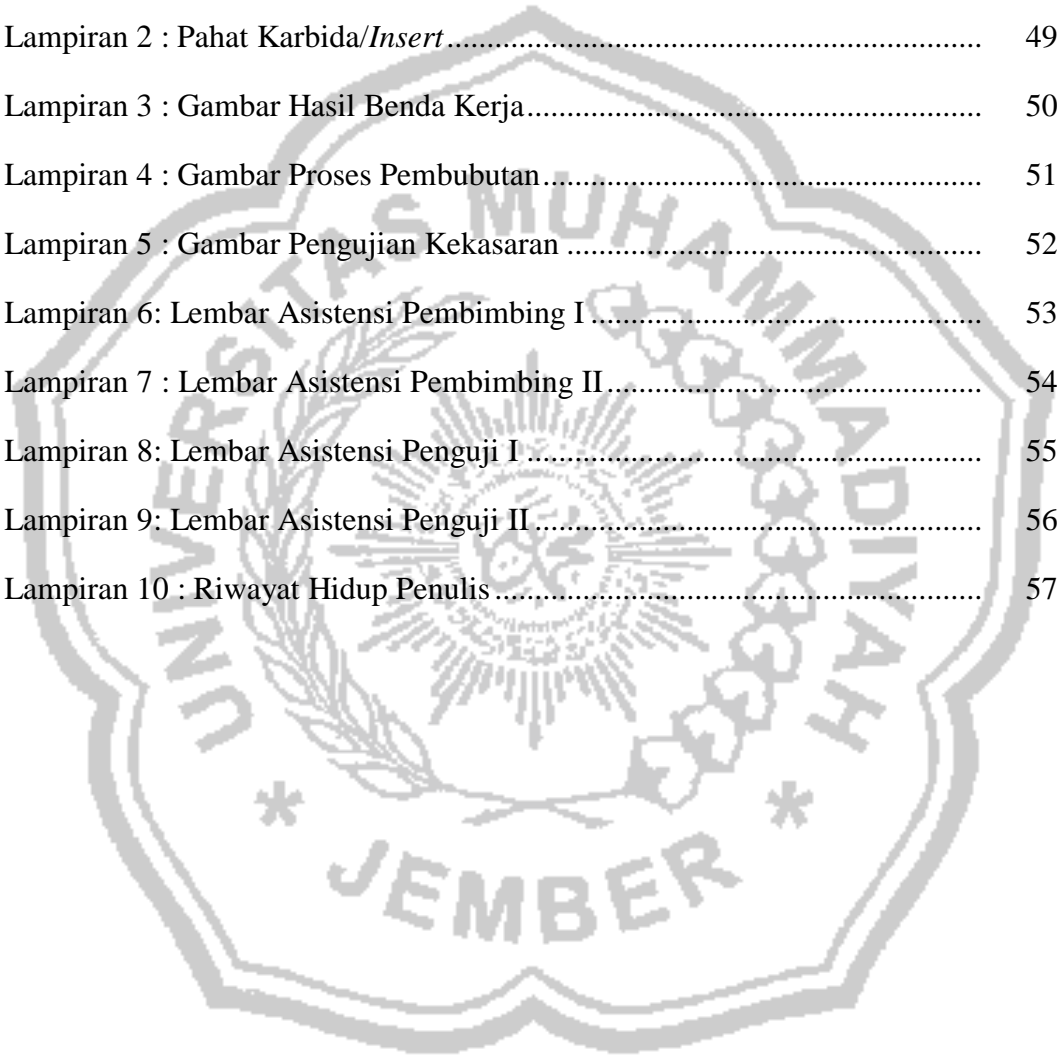 Lampiran 2 : Pahat Karbida/Insert.................................................................... 49
Lampiran 3 : Gambar Hasil Benda Kerja......................................................... 50
Lampiran 4 : Gambar Proses Pembubutan....................................................... 51
Lampiran 5 : Gambar Pengujian Kekasaran .................................................... 52
Lampiran 6: Lembar Asistensi Pembimbing I ................................................. 53
Lampiran 7 : Lembar Asistensi Pembimbing II............................................... 54
Lampiran 8: Lembar Asistensi Penguji I ......................................................... 55
Lampiran 9: Lembar Asistensi Penguji II ........................................................ 56
Lampiran 10 : Riwayat Hidup Penulis ............................................................. 57
UNIVERSITAS MUHAMMADIYAH
* JEMBER *